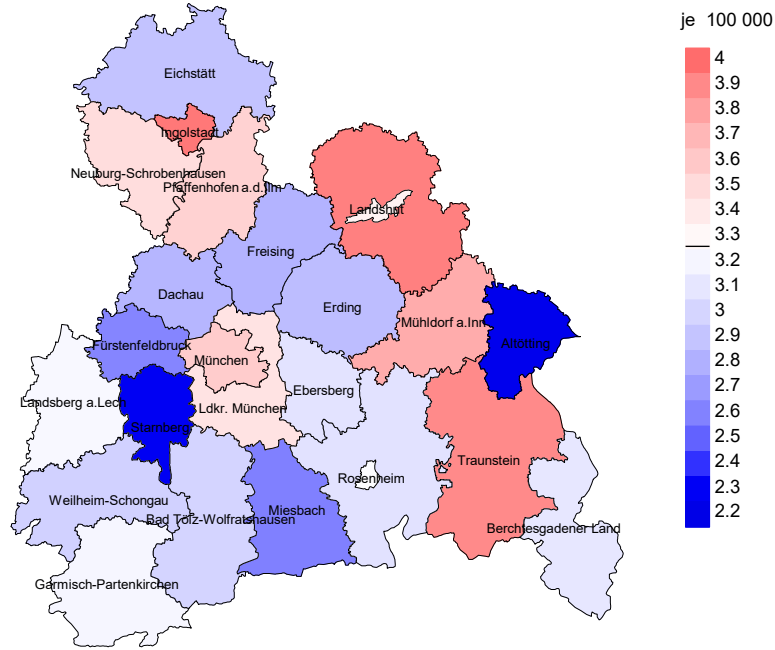 je 100 000
4
3.9
3.8
3.7
3.6
3.5
3.4
3.3
3.2
3
2.9
2.8
2.7
2.6
2.5
2.4
2.3
2.2
Eichstätt
Ingolstadt
Neuburg-Schrobenhausen
Pfaffenhofen a.d.Ilm
Landshut
Freising
Dachau
Erding
Mühldorf a.Inn
Altötting
Fürstenfeldbruck
München
Ebersberg
Landsberg a.Lech
Ldkr. München
Starnberg
Traunstein
Rosenheim
Weilheim-Schongau
Miesbach
Bad Tölz-Wolfratshausen
Berchtesgadener Land
Garmisch-Partenkirchen